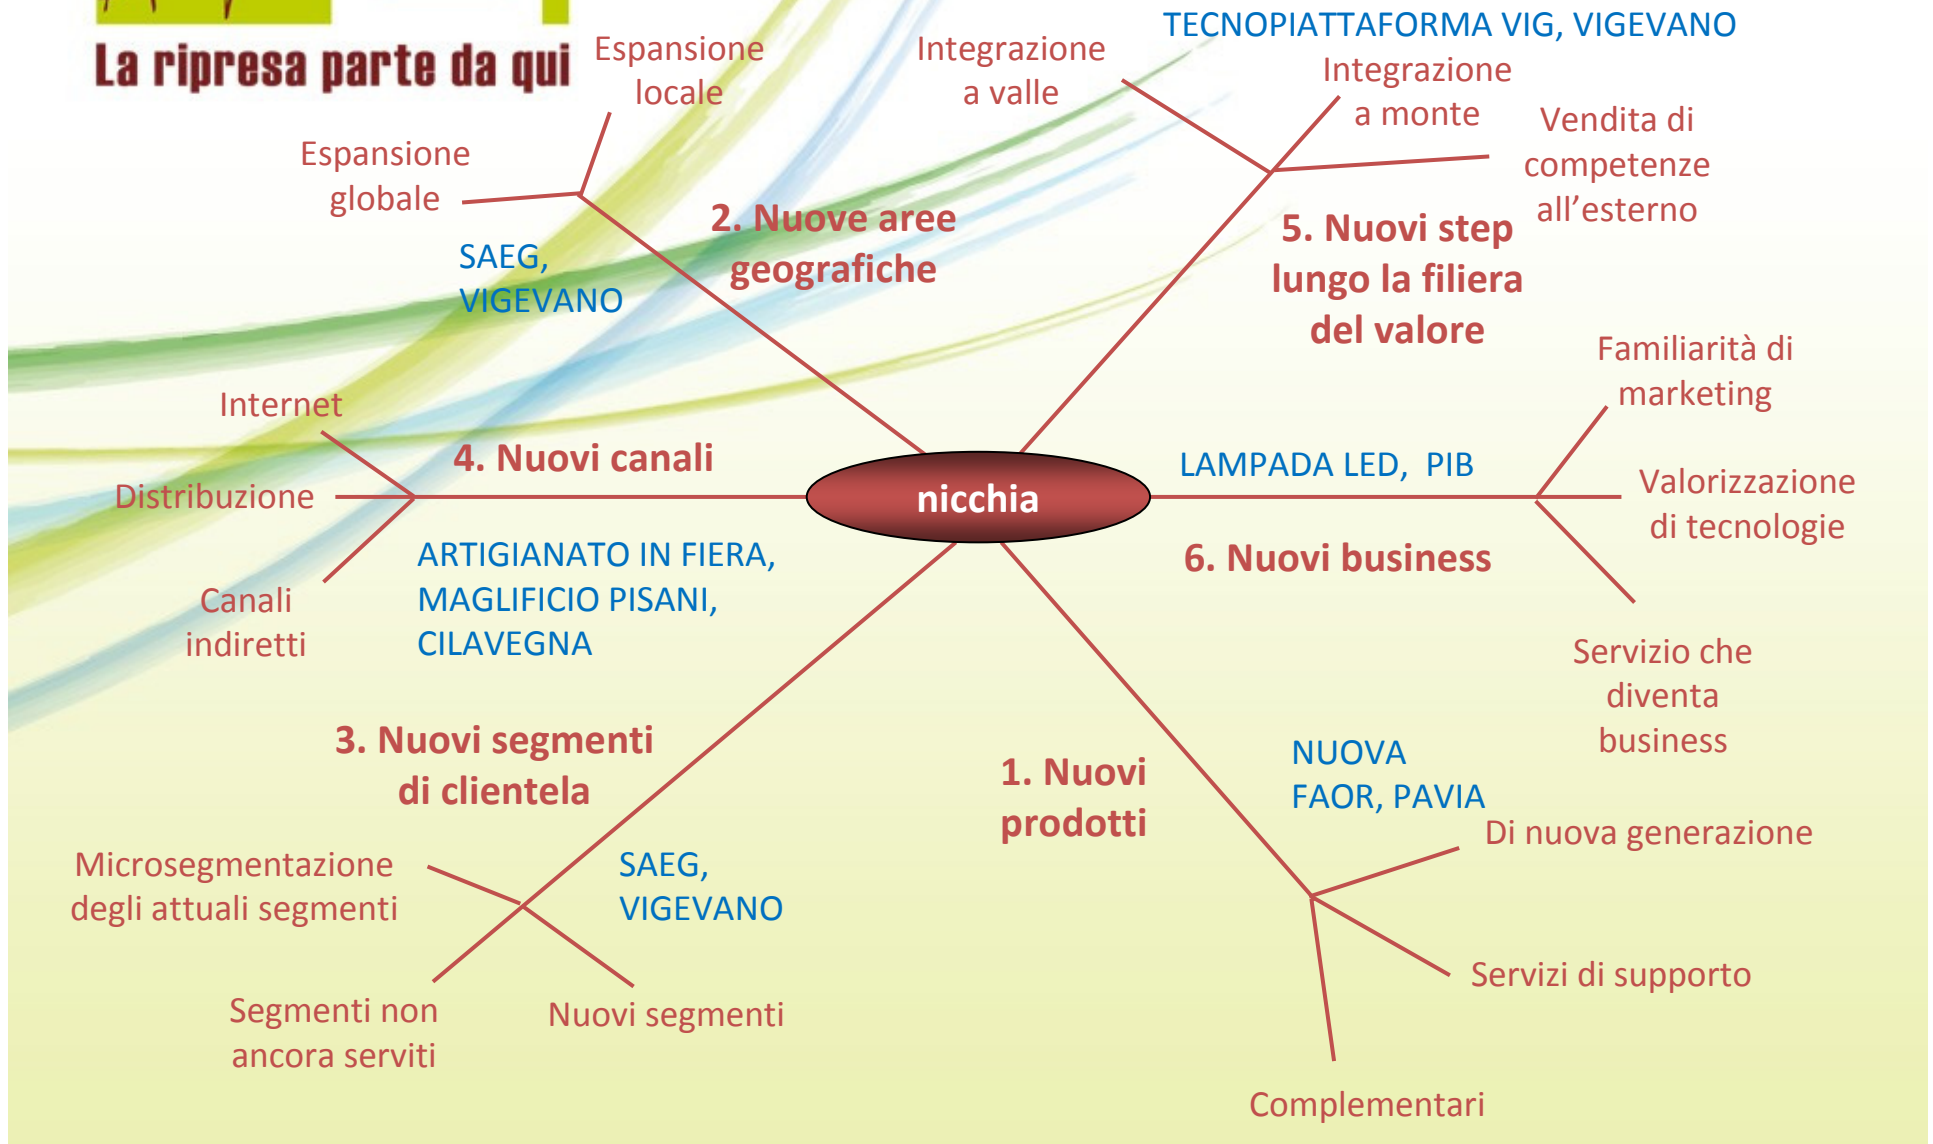 La ripresa parte da qui
TECNOPIATTAFORMA VIG, VIGEVANO
Espansione
locale
Integrazione
a valle
Integrazione
a monte
Vendita di
competenze
all’esterno
Espansione
globale
2. Nuove aree
geografiche
5. Nuovi step
lungo la filiera
del valore
SAEG,
VIGEVANO
Familiarità di
marketing
Internet
4. Nuovi canali
LAMPADA LED, PIB
Distribuzione
nicchia
Valorizzazione
di tecnologie
ARTIGIANATO IN FIERA,
MAGLIFICIO PISANI,
CILAVEGNA
6. Nuovi business
Canali
indiretti
Servizio che
diventa
business
3. Nuovi segmenti
di clientela
1. Nuovi
prodotti
NUOVA
FAOR, PAVIA
Di nuova generazione
Microsegmentazione
degli attuali segmenti
SAEG,
VIGEVANO
Servizi di supporto
Segmenti non
ancora serviti
Nuovi segmenti
Complementari